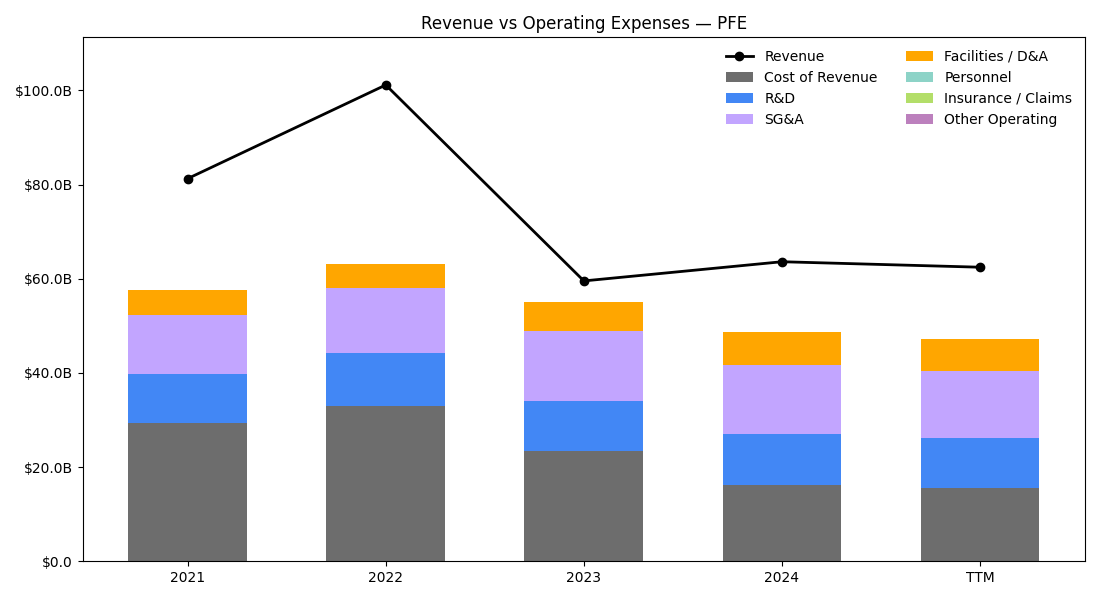 Revenue vs Operating Expenses — PFE
$100.0B
$80.0B
$60.0B
$40.0B
$20.0B
$0.0
2021
2022
2023
2024
TTM
Revenue
Cost of Revenue
R&D
SG&A
Facilities / D&A
Personnel
Insurance / Claims
Other Operating